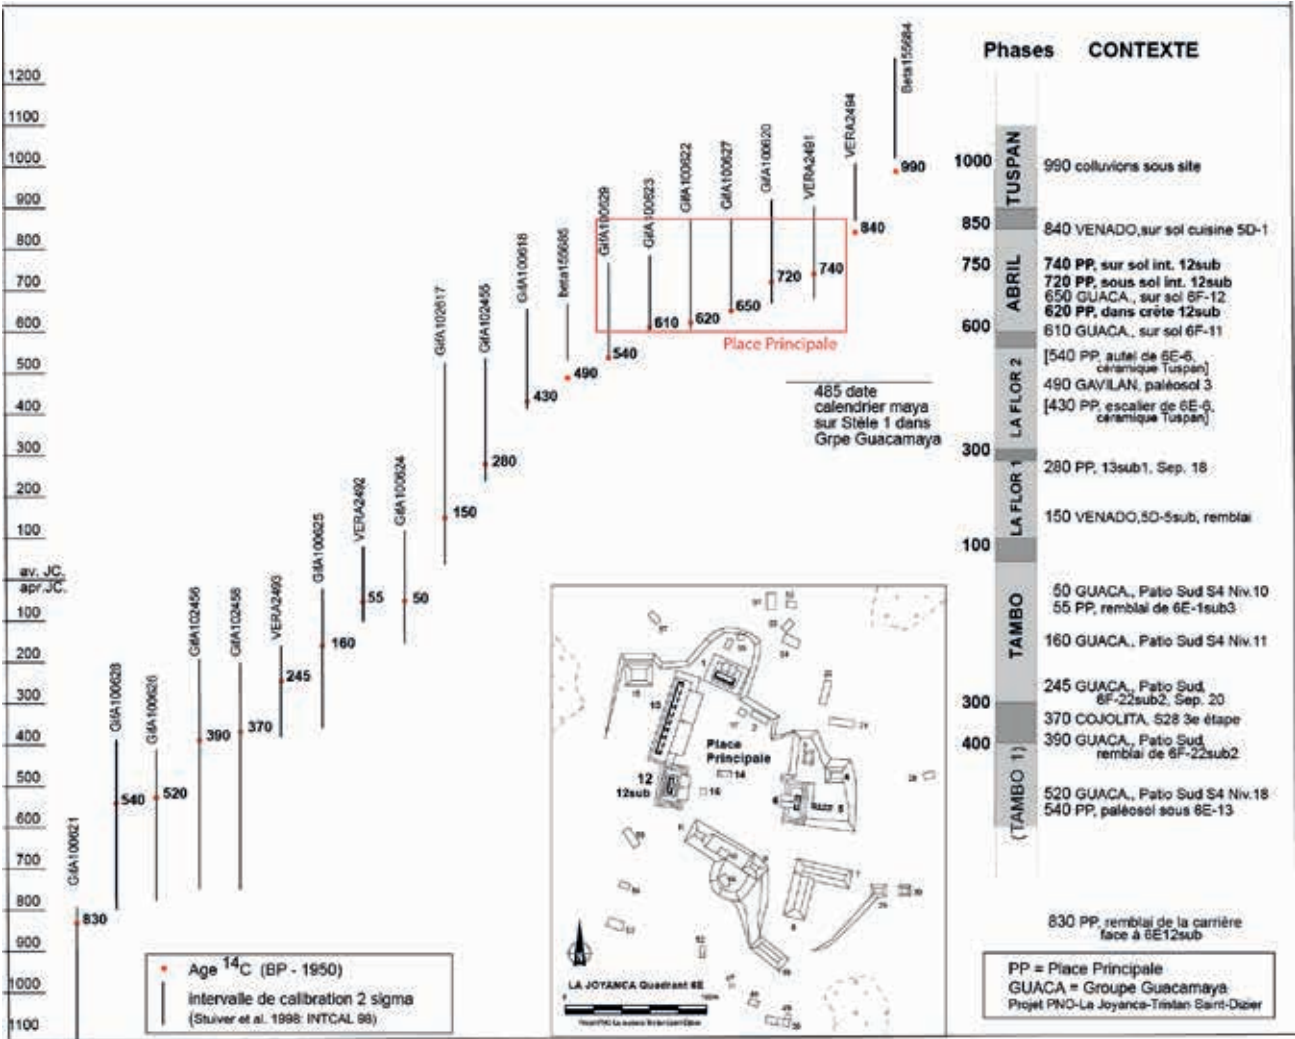 Phases CONTEXTE
1200
1100
1000
900
800
700
600
500
400
300
200
100
av. JC.
apr.JC.
100
200
300
400
500
600
700
800
900
1000
1100
GifA100621
830
GifA100628
540
GifA100626
520
GifA102456
390
GifA102458
370
VERA2493
245
GifA100625
160
VERA2492
55
GifA100624
50
GifA102617
150
GifA102455
280
GifA100618
430
beta155685
490
GifA100629
540
GifA100623
610
GifA100622
620
GifA100627
650
GifA100620
720
VERA2491
740
VERA2494
840
Beta155684
990
Place Principale
485 date
calendrier maya
sur Stèle 1 dans
Grpe Guacamaya
1000
850
750
600
300
100
300
400
TUSPAN
ABRIL
LA FLOR 2
LA FLOR 1
TAMBO
(TAMBO 1)
990 colluvions sous site
840 VENADO,sur sol cuisine 5D-1
740 PP, sur sol int. 12sub
720 PP, sous sol int. 12sub
650 GUACA., sur sol 6F-12
620 PP, dans crête 12sub
610 GUACA., sur sol 6F-11
[540 PP, autel de 6E-6,
céramique Tuspan]
490 GAVILAN, paléosol 3
[430 PP, escalier de 6E-6,
céramique Tuspan]
280 PP, 13sub1, Sep. 18
150 VENADO,5D-5sub, remblai
50 GUACA., Patio Sud S4 Niv.10
55 PP, remblai de 6E-1sub3
160 GUACA., Patio Sud S4 Niv.11
245 GUACA., Patio Sud,
6F-22sub2, Sep. 20
370 COJOLITA, S28 3e étape
390 GUACA., Patio Sud,
remblai de 6F-22sub2
520 GUACA., Patio Sud S4 Niv.18
540 PP, paléosol sous 6E-13
830 PP, remblai de la carrière
face à 6E12sub
Place
Principale
12
12sub
14
16
N
LA JOYANCA Quadrant 6E
Age 14C (BP - 1950)
intervalle de calibration 2 sigma
(Stuiver et al. 1998: INTCAL 98)
PP = Place Principale
GUACA = Groupe Guacamaya
Projet PNO-La Joyanca-Tristan Saint-Dizier